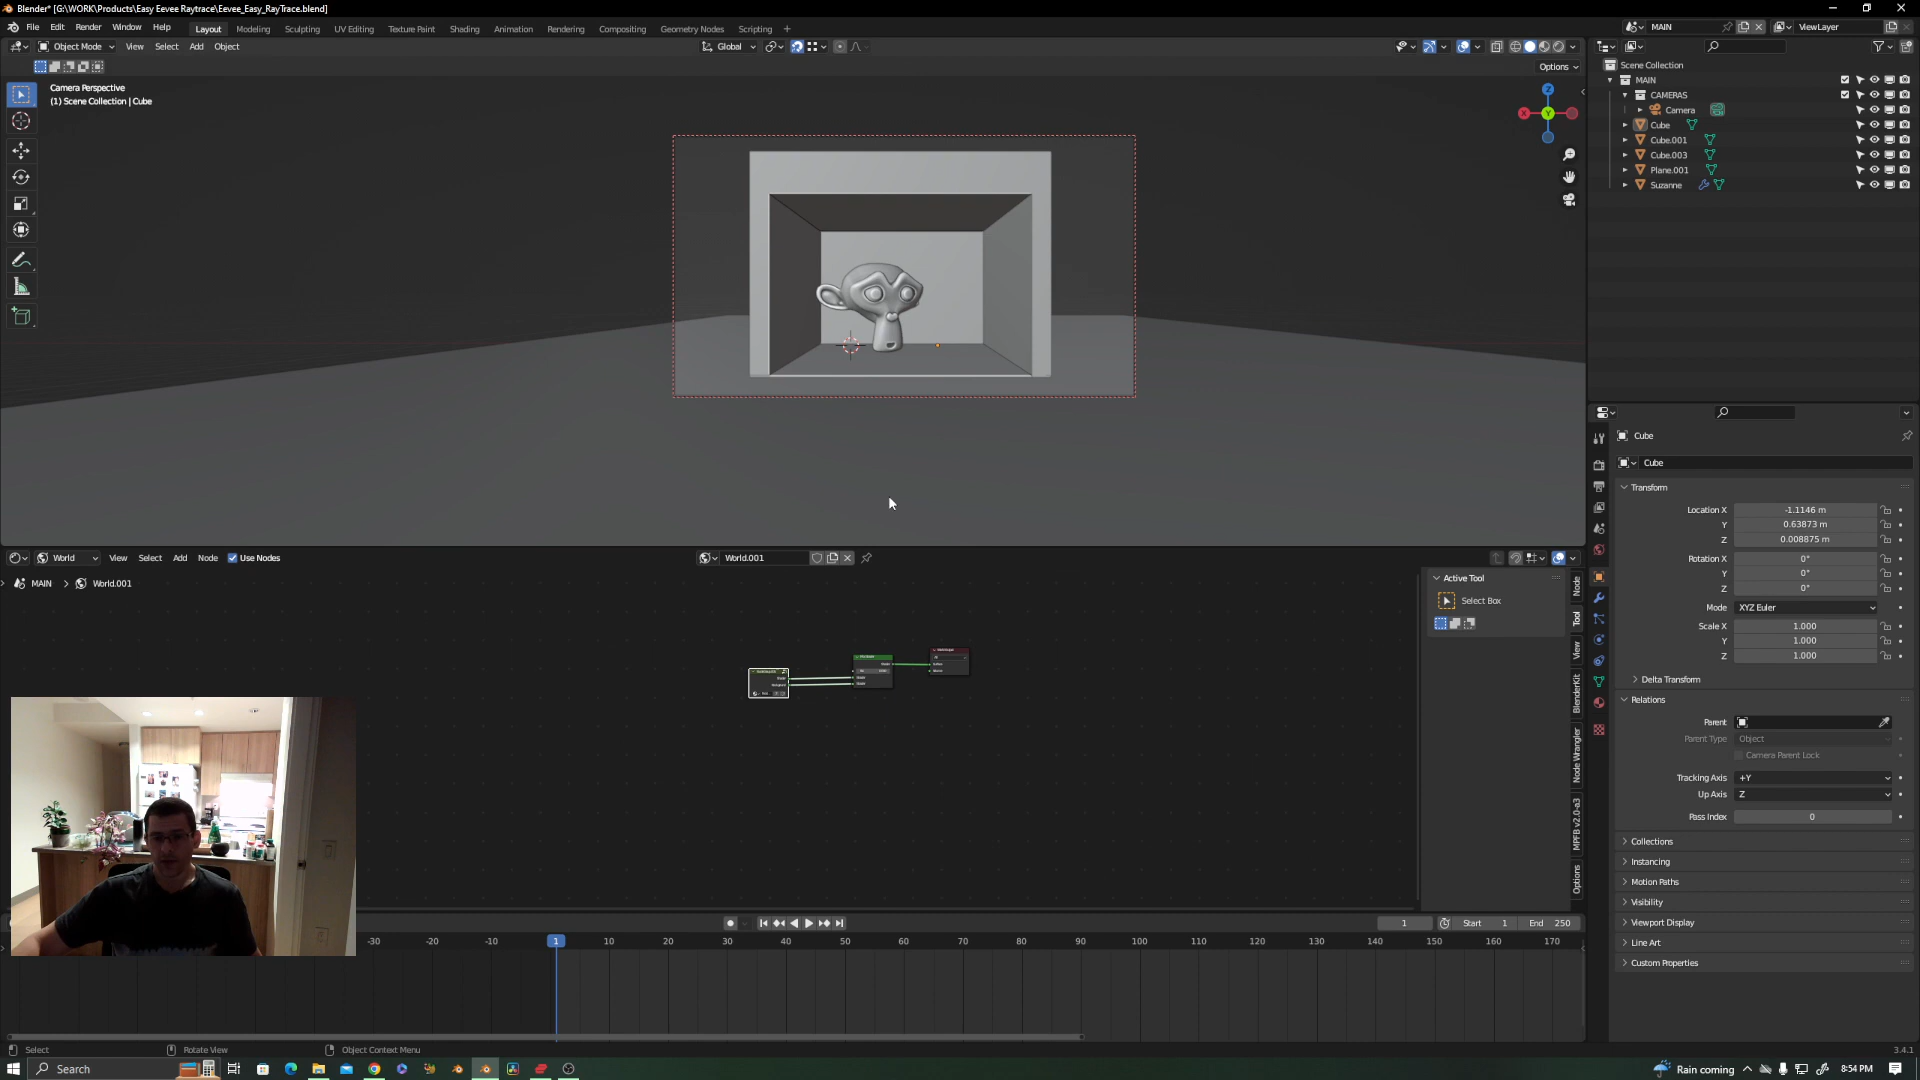 Blender* [G:\WORK\Products\Easy Eevee Raytrace\Eevee_Easy_RayTrace.blend]
File Edit Render Window Help Layout Modeling Sculpting UV Editing Texture Paint Shading Animation Rendering Compositing Geometry Nodes Scripting + MAIN ViewLayer
Object Mode View Select Add Object Global
Options
Camera Perspective
(1) Scene Collection | Cube
Z
X
Y
Scene Collection
MAIN
CAMERAS
Camera
Cube
Cube.001
Cube.003
Plane.001
Suzanne
Cube
Cube
Transform
Location X -1.1146 m
Y 0.63873 m
Z 0.008875 m
Rotation X 0°
Y 0°
Z 0°
Mode XYZ Euler
Scale X 1.000
Y 1.000
Z 1.000
Delta Transform
Relations
Parent
Parent Type Object
Camera Parent Lock
Tracking Axis +Y
Up Axis Z
Pass Index 0
Collections
Instancing
Motion Paths
Visibility
Viewport Display
Line Art
Custom Properties
World View Select Add Node Use Nodes World.001
MAIN > World.001
Active Tool
Select Box
Node
Tool
View
BlenderKit
Node Wrangler
MPFB v2.0-a3
Options
1 Start 1 End 250
-30 -20 -10 1 10 20 30 40 50 60 70 80 90 100 110 120 130 140 150 160 170
Select Rotate View Object Context Menu 3.4.1
Search Rain coming 8:54 PM